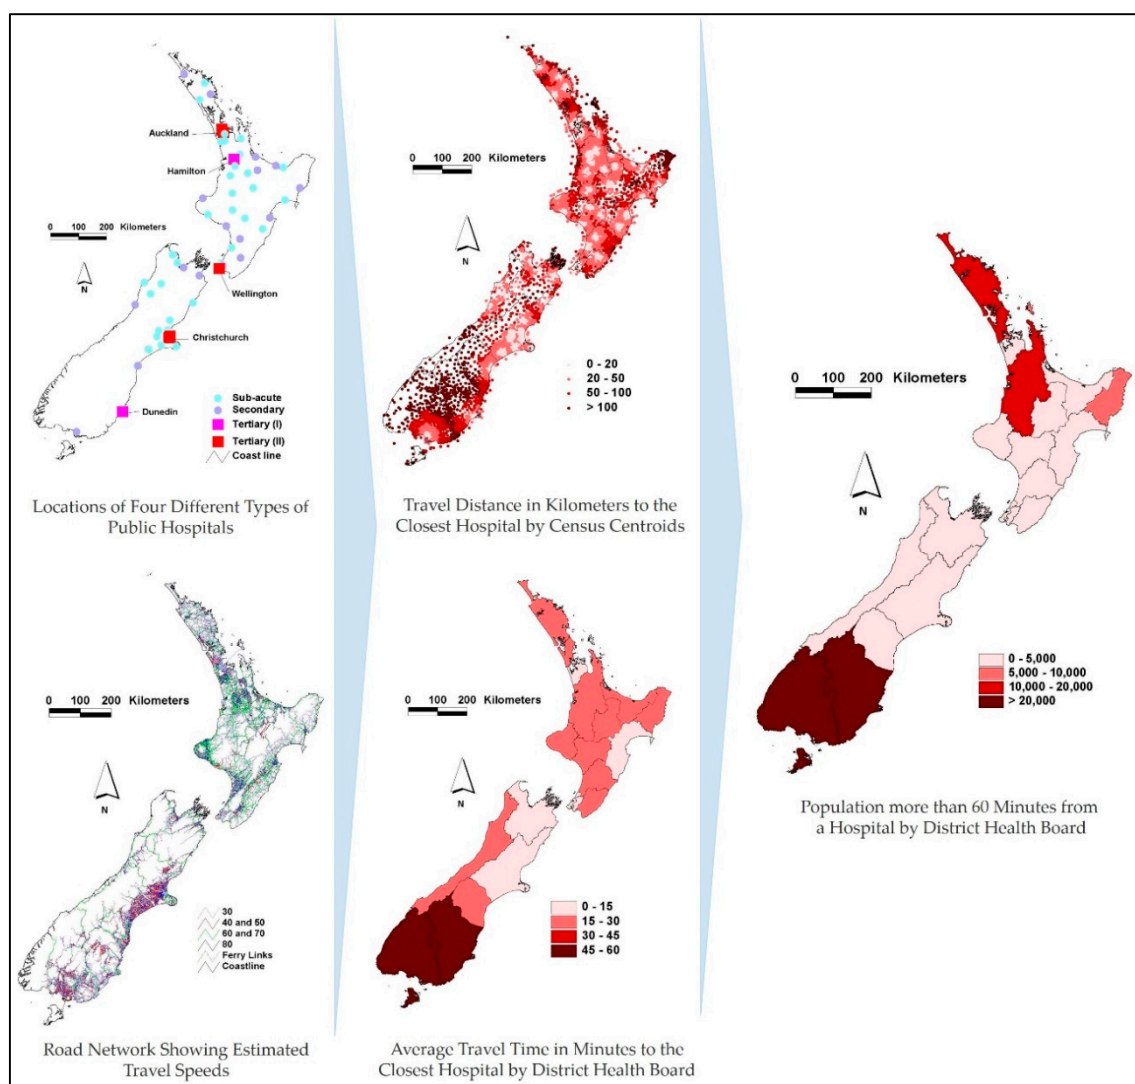 Auckland
Hamilton
0 100 200 Kilometers
N
Wellington
Christchurch
Dunedin
Sub-acute
Secondary
Tertiary (I)
Tertiary (II)
Coast line
Locations of Four Different Types of
Public Hospitals
Kilometers
0 100 200
N
0 - 20
20 - 50
50 - 100
> 100
Travel Distance in Kilometers to the
Closest Hospital by Census Centroids
0 100 200 Kilometers
N
30
40 and 50
60 and 70
80
Ferry Links
Coastline
Road Network Showing Estimated
Travel Speeds
0 100 200 Kilometers
N
0 - 15
15 - 30
30 - 45
45 - 60
Average Travel Time in Minutes to the
Closest Hospital by District Health Board
0 100 200 Kilometers
N
0 - 5,000
5,000 - 10,000
10,000 - 20,000
> 20,000
Population more than 60 Minutes from
a Hospital by District Health Board